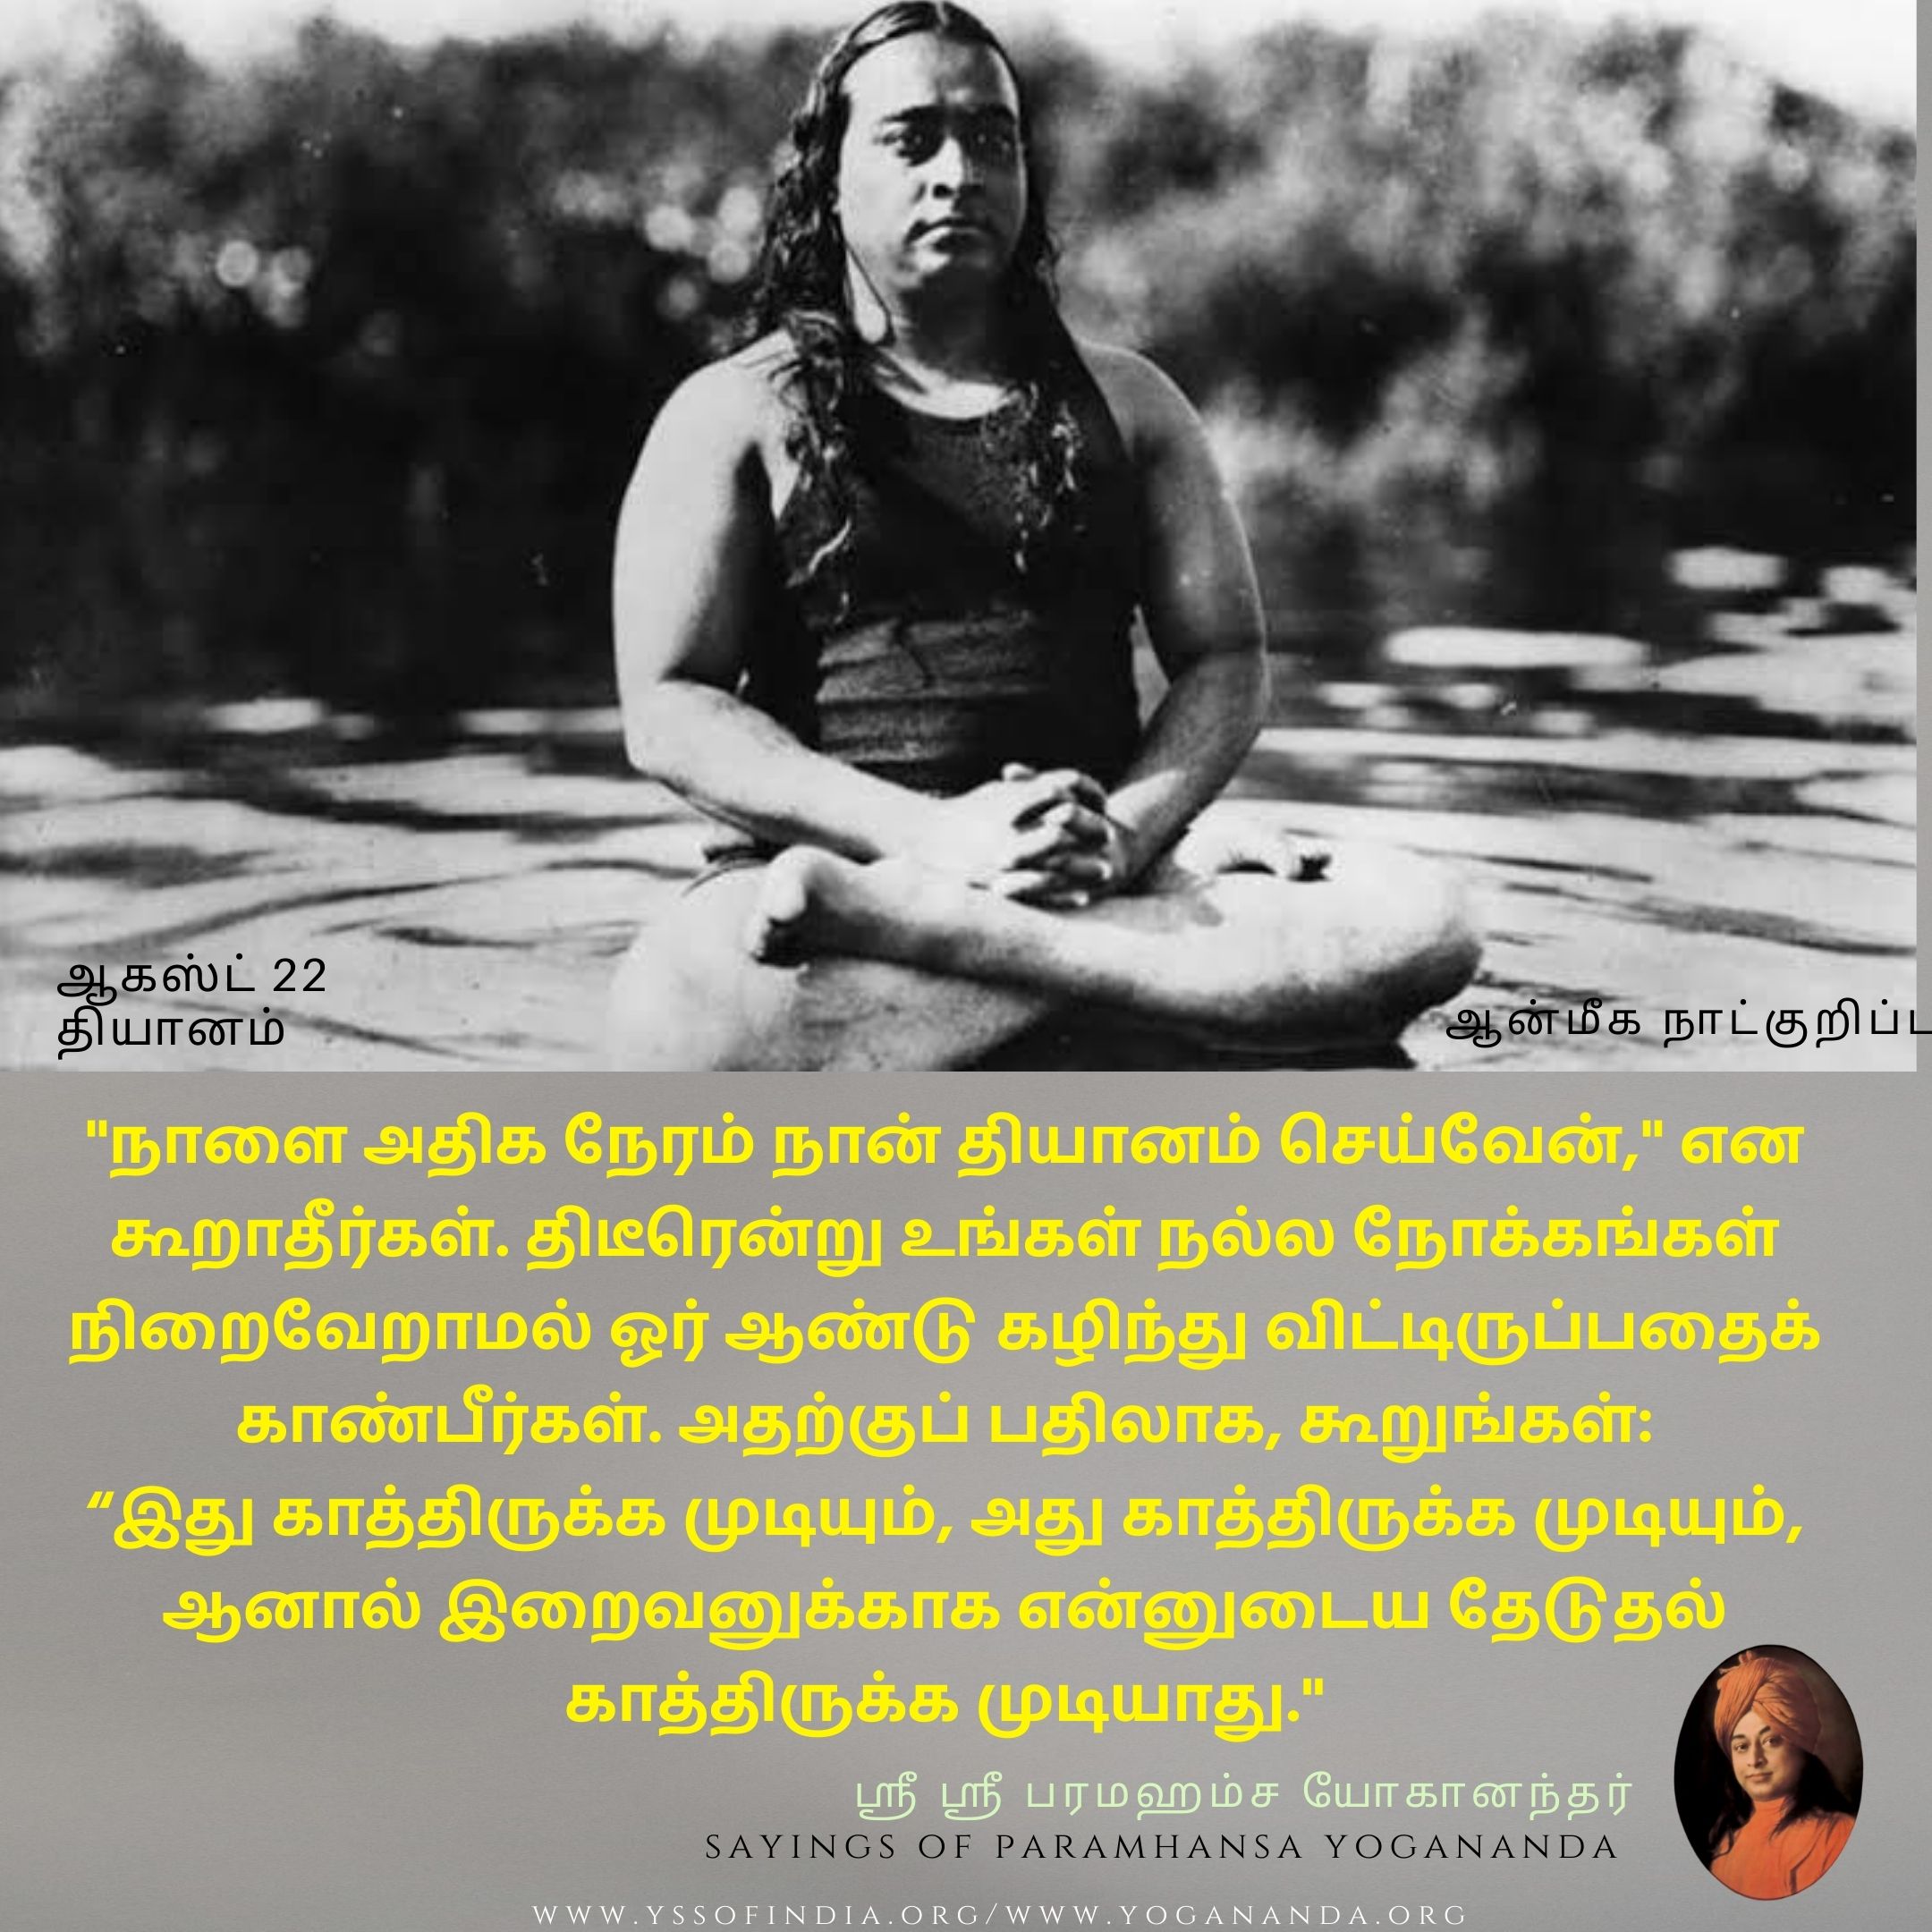 ஆகஸ்ட் 22
தியானம்
ஆன்மீக
"நாளை அதிக நேரம் நான் தியானம் செய்வேன்," என
கூறாதீர்கள். திடீரென்று உங்கள் நல்ல நோக்கங்கள்
நிறைவேறாமல் ஓர் ஆண்டு கழிந்து விட்டிருப்பதைக்
காண்பீர்கள். அதற்குப் பதிலாக, கூறுங்கள்:
“இது காத்திருக்க முடியும், அது காத்திருக்க முடியும்,
ஆனால் இறைவனுக்காக என்னுடைய தேடுதல்
காத்திருக்க முடியாது."
ஸ்ரீ ஸ்ரீ பரமஹம்ச யோகானந்தர்
SAYINGS OF PARAMHANSA YOGANANDA
WWW.YSSOFINDIA.ORG/WWW.YOGANANDA.ORG